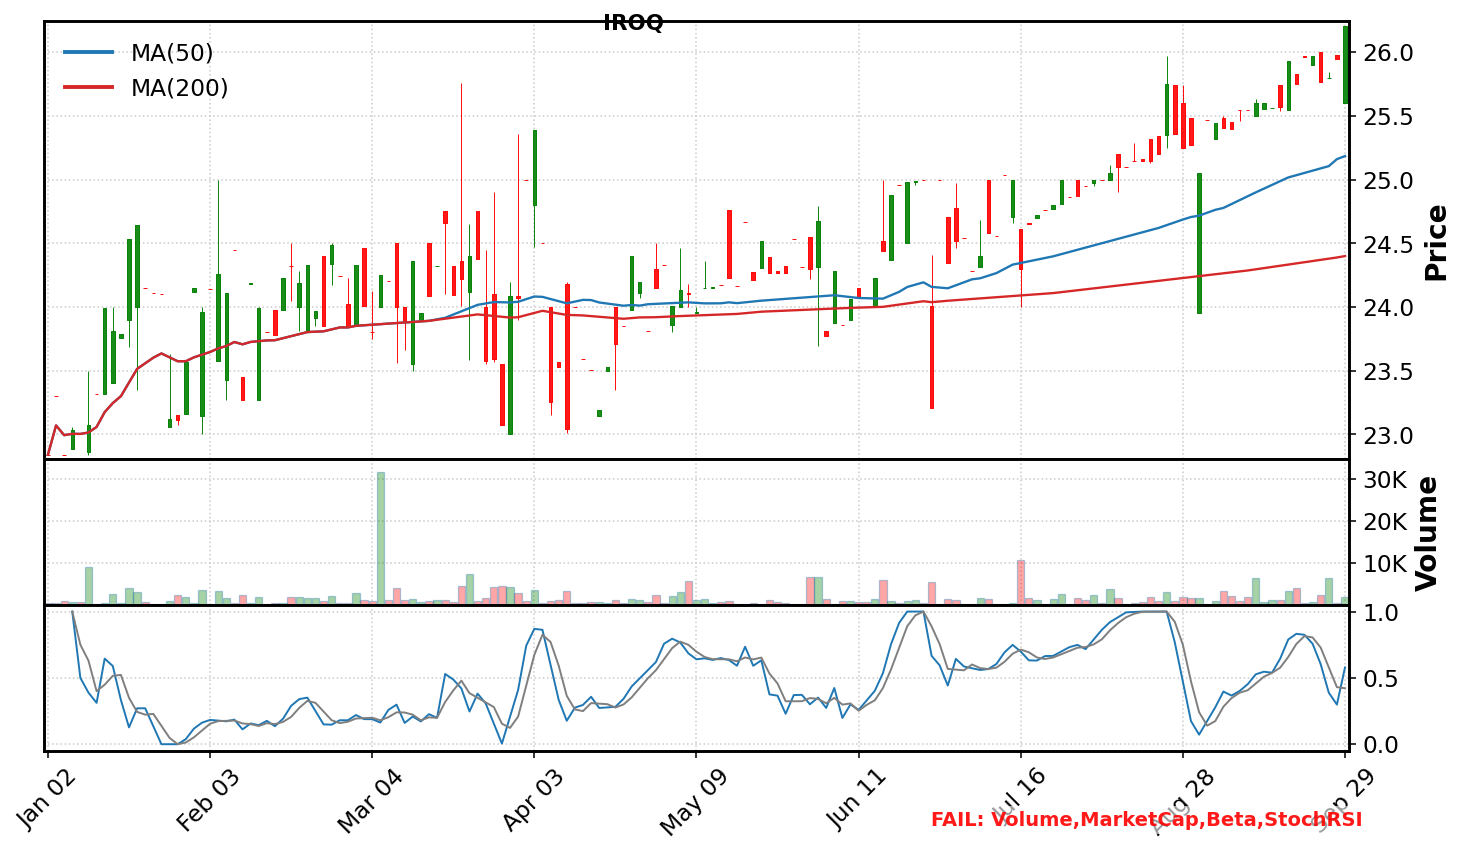 IROQ
MA(50)
MA(200)
26.0
25.5
25.0
24.5
24.0
23.5
23.0
Price
30K
20K
10K
Volume
1.0
0.5
0.0
Jan 02
Feb 03
Mar 04
Apr 03
May 09
Jun 11
Jul 16
Aug 28
Sep 29
FAIL: Volume,MarketCap,Beta,StochRSI